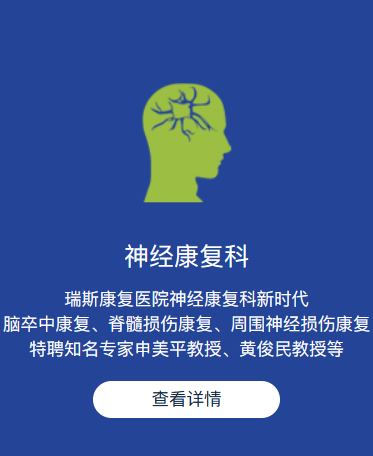 神经康复科
瑞斯康复医院神经康复科新时代
脑卒中康复、脊髓损伤康复、周围神经损伤康复
特聘知名专家申美平教授、黄俊民教授等
查看详情